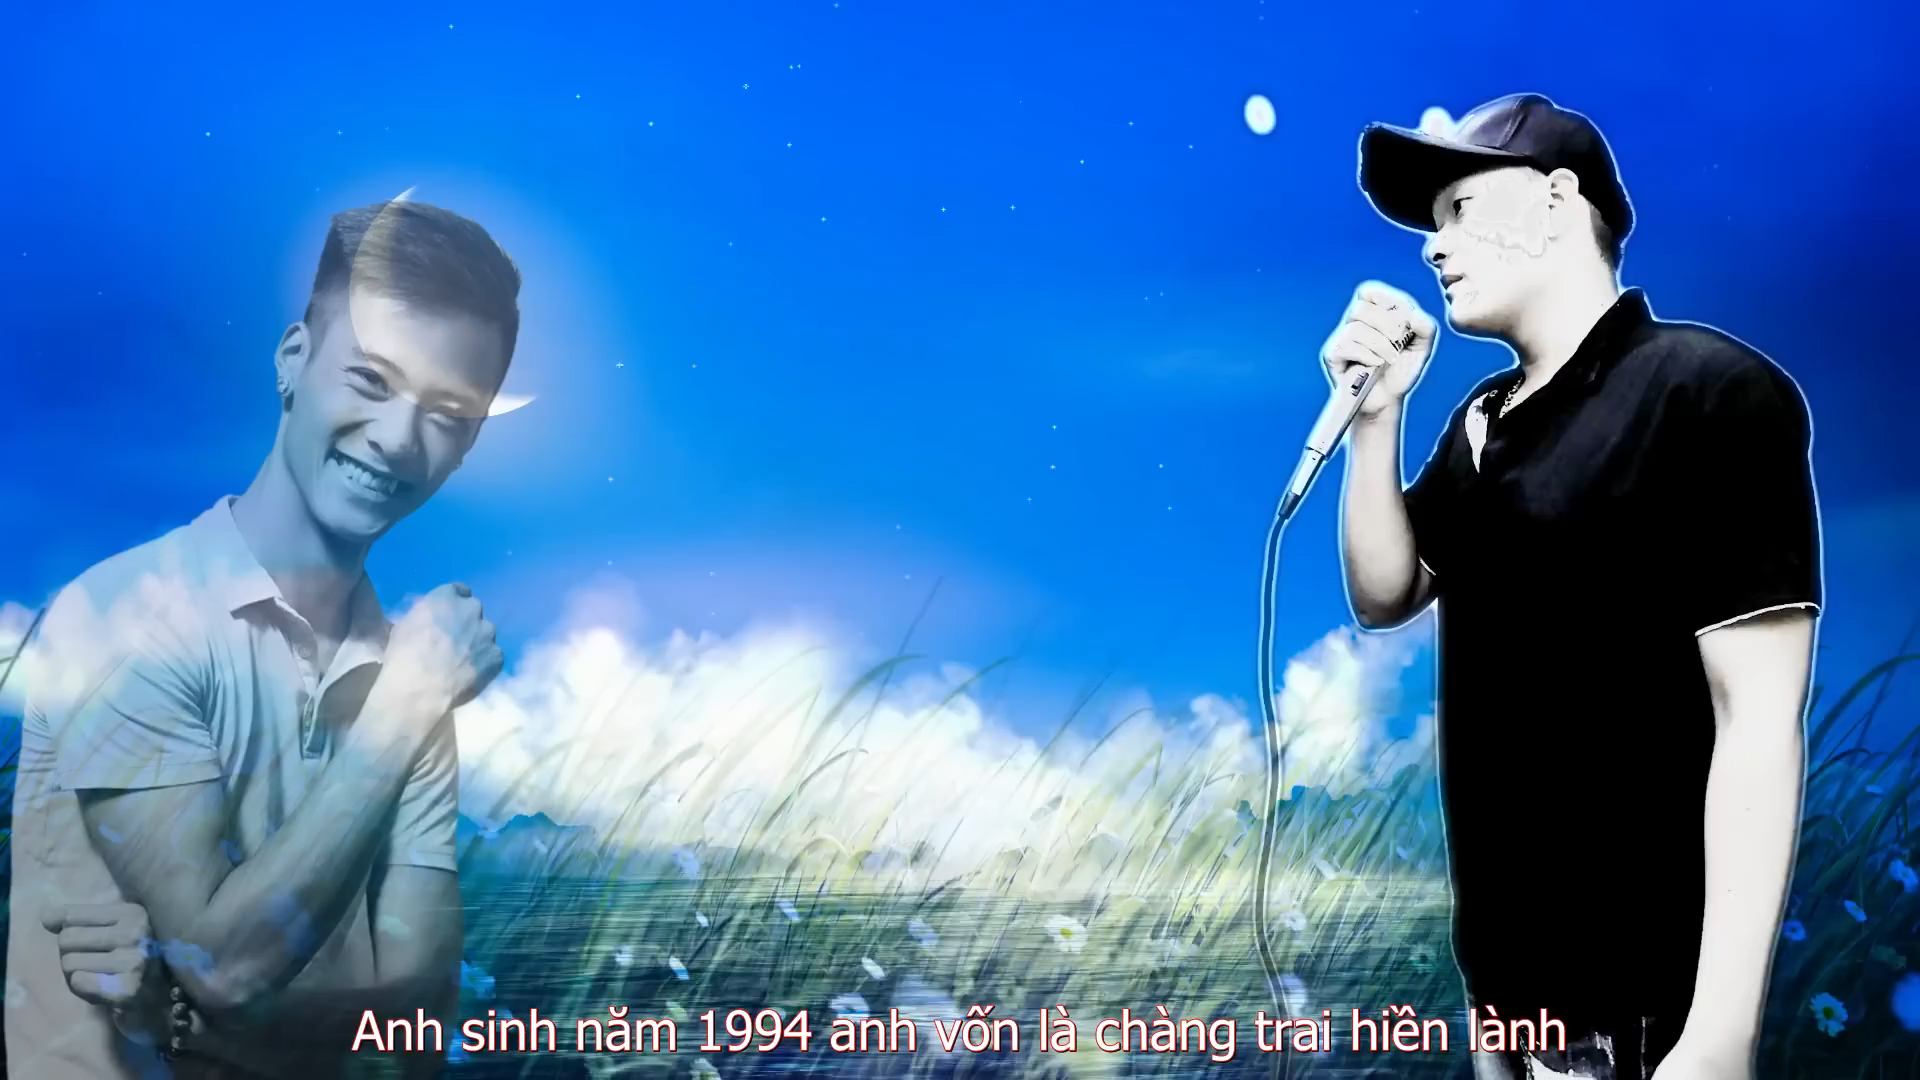 Anh sinh năm 1994 anh vốn là chàng trai hiền lành